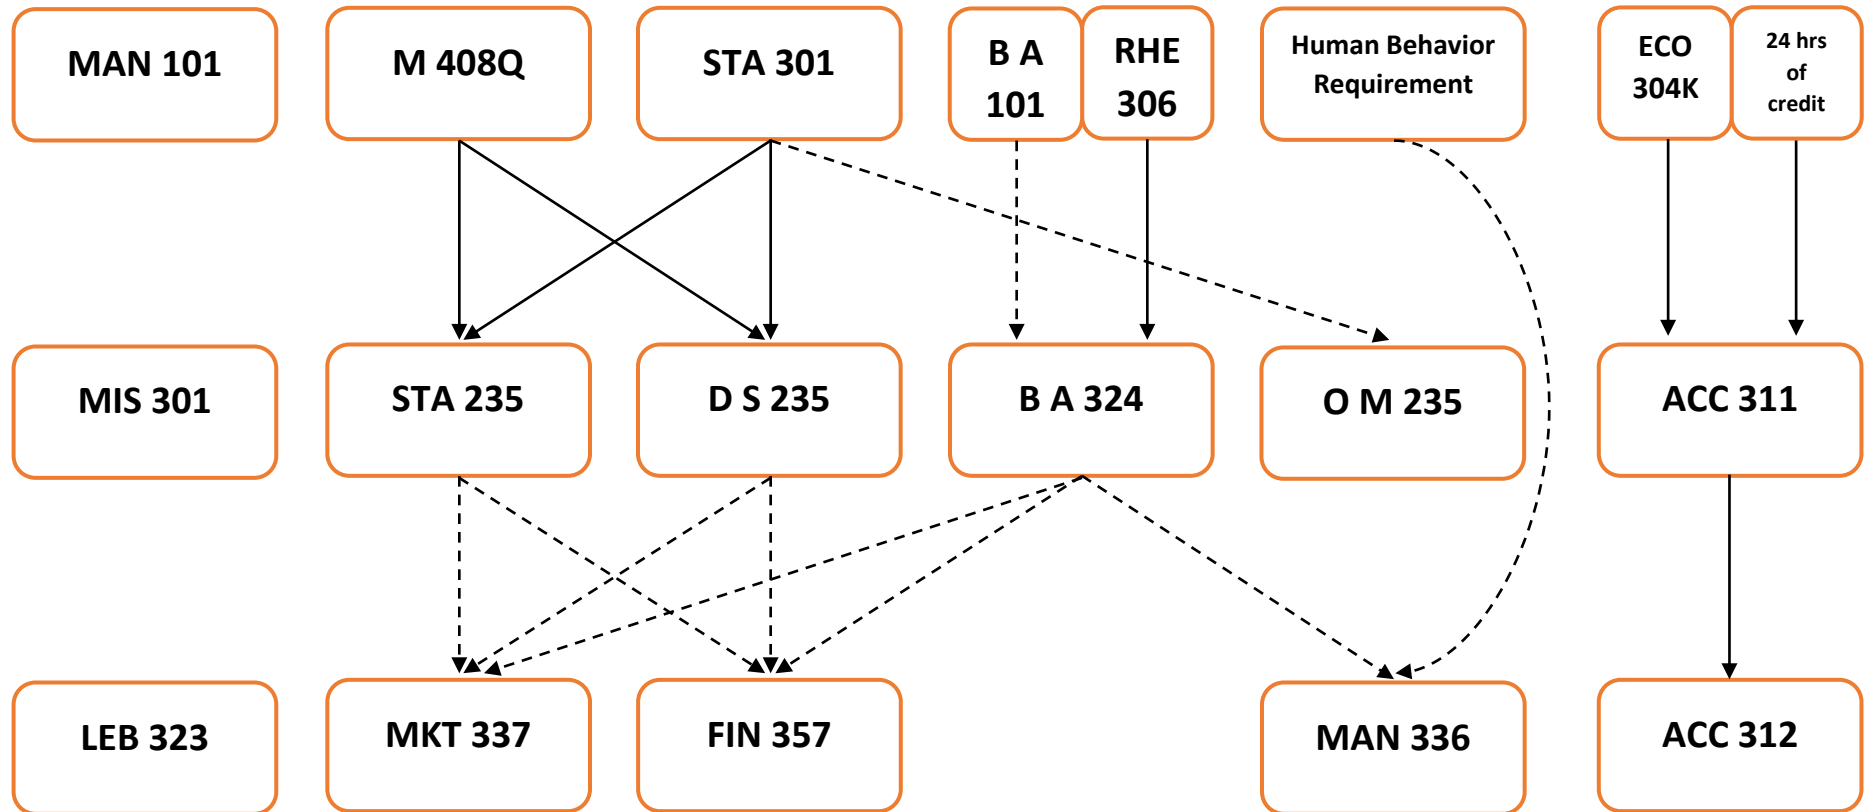 MAN 101
M 408Q
STA 301
B A
101
RHE
306
Human Behavior
Requirement
ECO
304K
24 hrs
of
credit
MIS 301
STA 235
D S 235
B A 324
O M 235
ACC 311
LEB 323
MKT 337
FIN 357
MAN 336
ACC 312